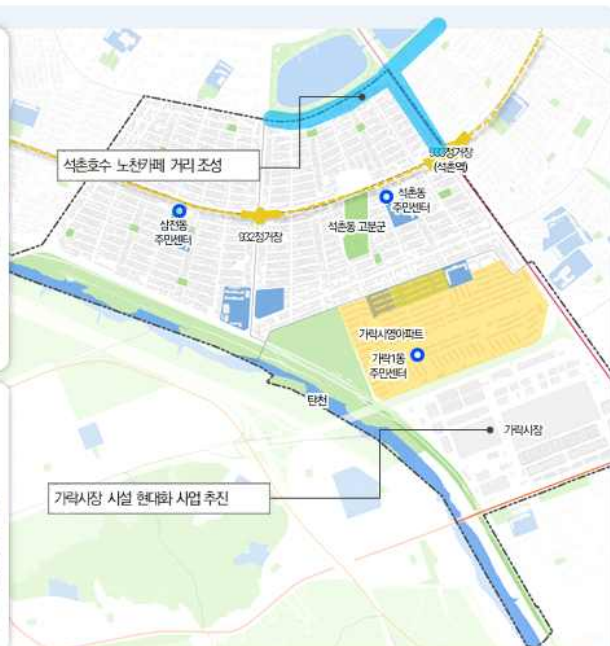 석촌호수 노천카페 거리 조성
933정거장
(석촌역)
석촌동
주민센터
삼전동
주민센터
932정거장
석촌동 고분군
가락시영아파트
가락1동
주민센터
탄천
가락시장
가락시장 시설 현대화 사업 추진